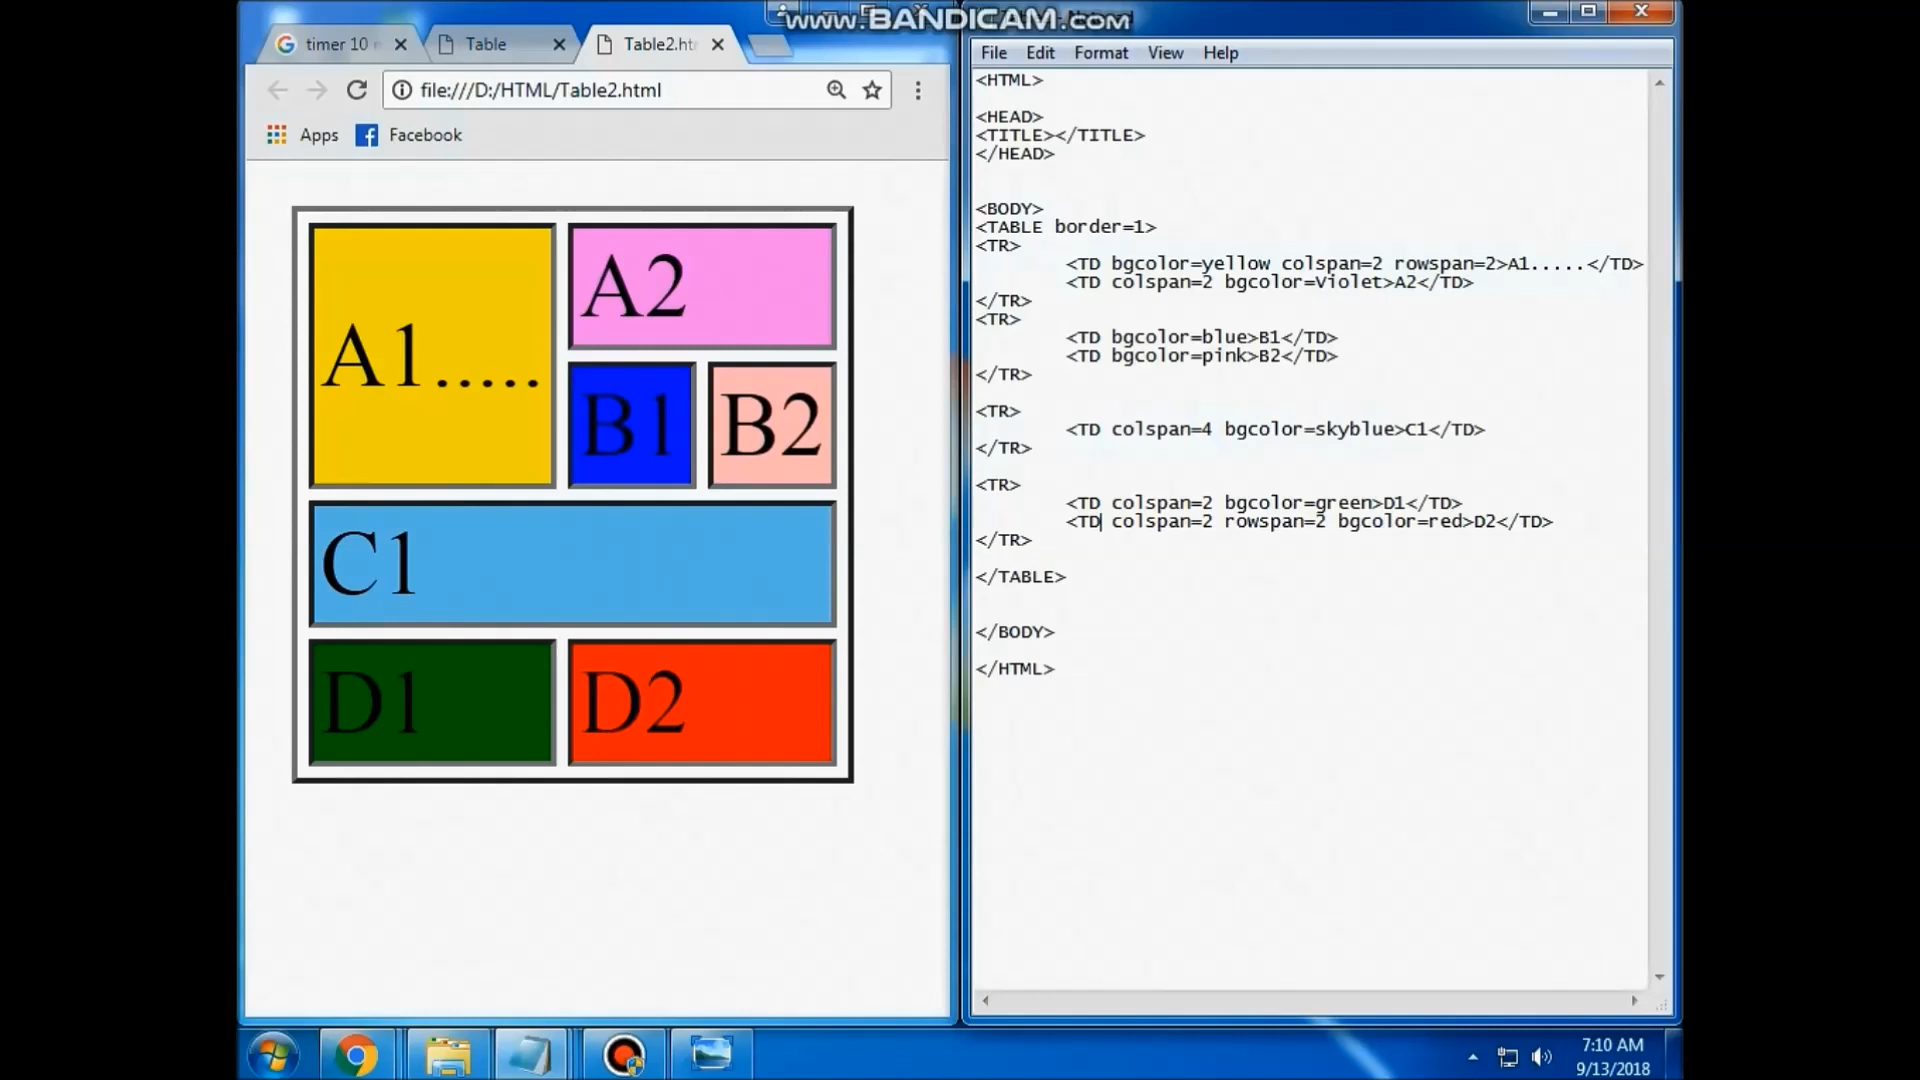 www.BANDICAM.com
timer 10
Table
Table2.ht
file:///D:/HTML/Table2.html
Apps
Facebook
A1.....
A2
B1
B2
C1
D1
D2
File Edit Format View Help
<HTML>
<HEAD>
<TITLE></TITLE>
</HEAD>
<BODY>
<TABLE border=1>
<TR>
<TD bgcolor=yellow colspan=2 rowspan=2>A1.....</TD>
<TD colspan=2 bgcolor=Violet>A2</TD>
</TR>
<TR>
<TD bgcolor=blue>B1</TD>
<TD bgcolor=pink>B2</TD>
</TR>
<TR>
<TD colspan=4 bgcolor=skyblue>C1</TD>
</TR>
<TR>
<TD colspan=2 bgcolor=green>D1</TD>
<TD colspan=2 rowspan=2 bgcolor=red>D2</TD>
</TR>
</TABLE>
</BODY>
</HTML>
7:10 AM
9/13/2018